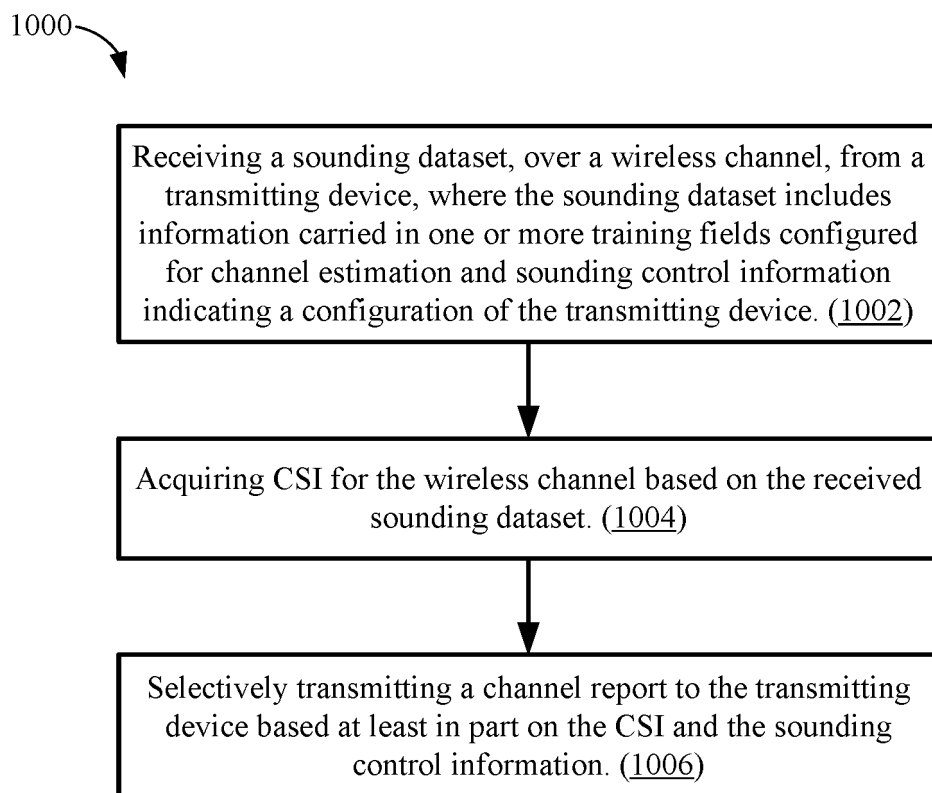 1000
Receiving a sounding dataset, over a wireless channel, from a
transmitting device, where the sounding dataset includes
information carried in one or more training fields configured
for channel estimation and sounding control information
indicating a configuration of the transmitting device. (1002)
Acquiring CSI for the wireless channel based on the received
sounding dataset. (1004)
Selectively transmitting a channel report to the transmitting
device based at least in part on the CSI and the sounding
control information. (1006)